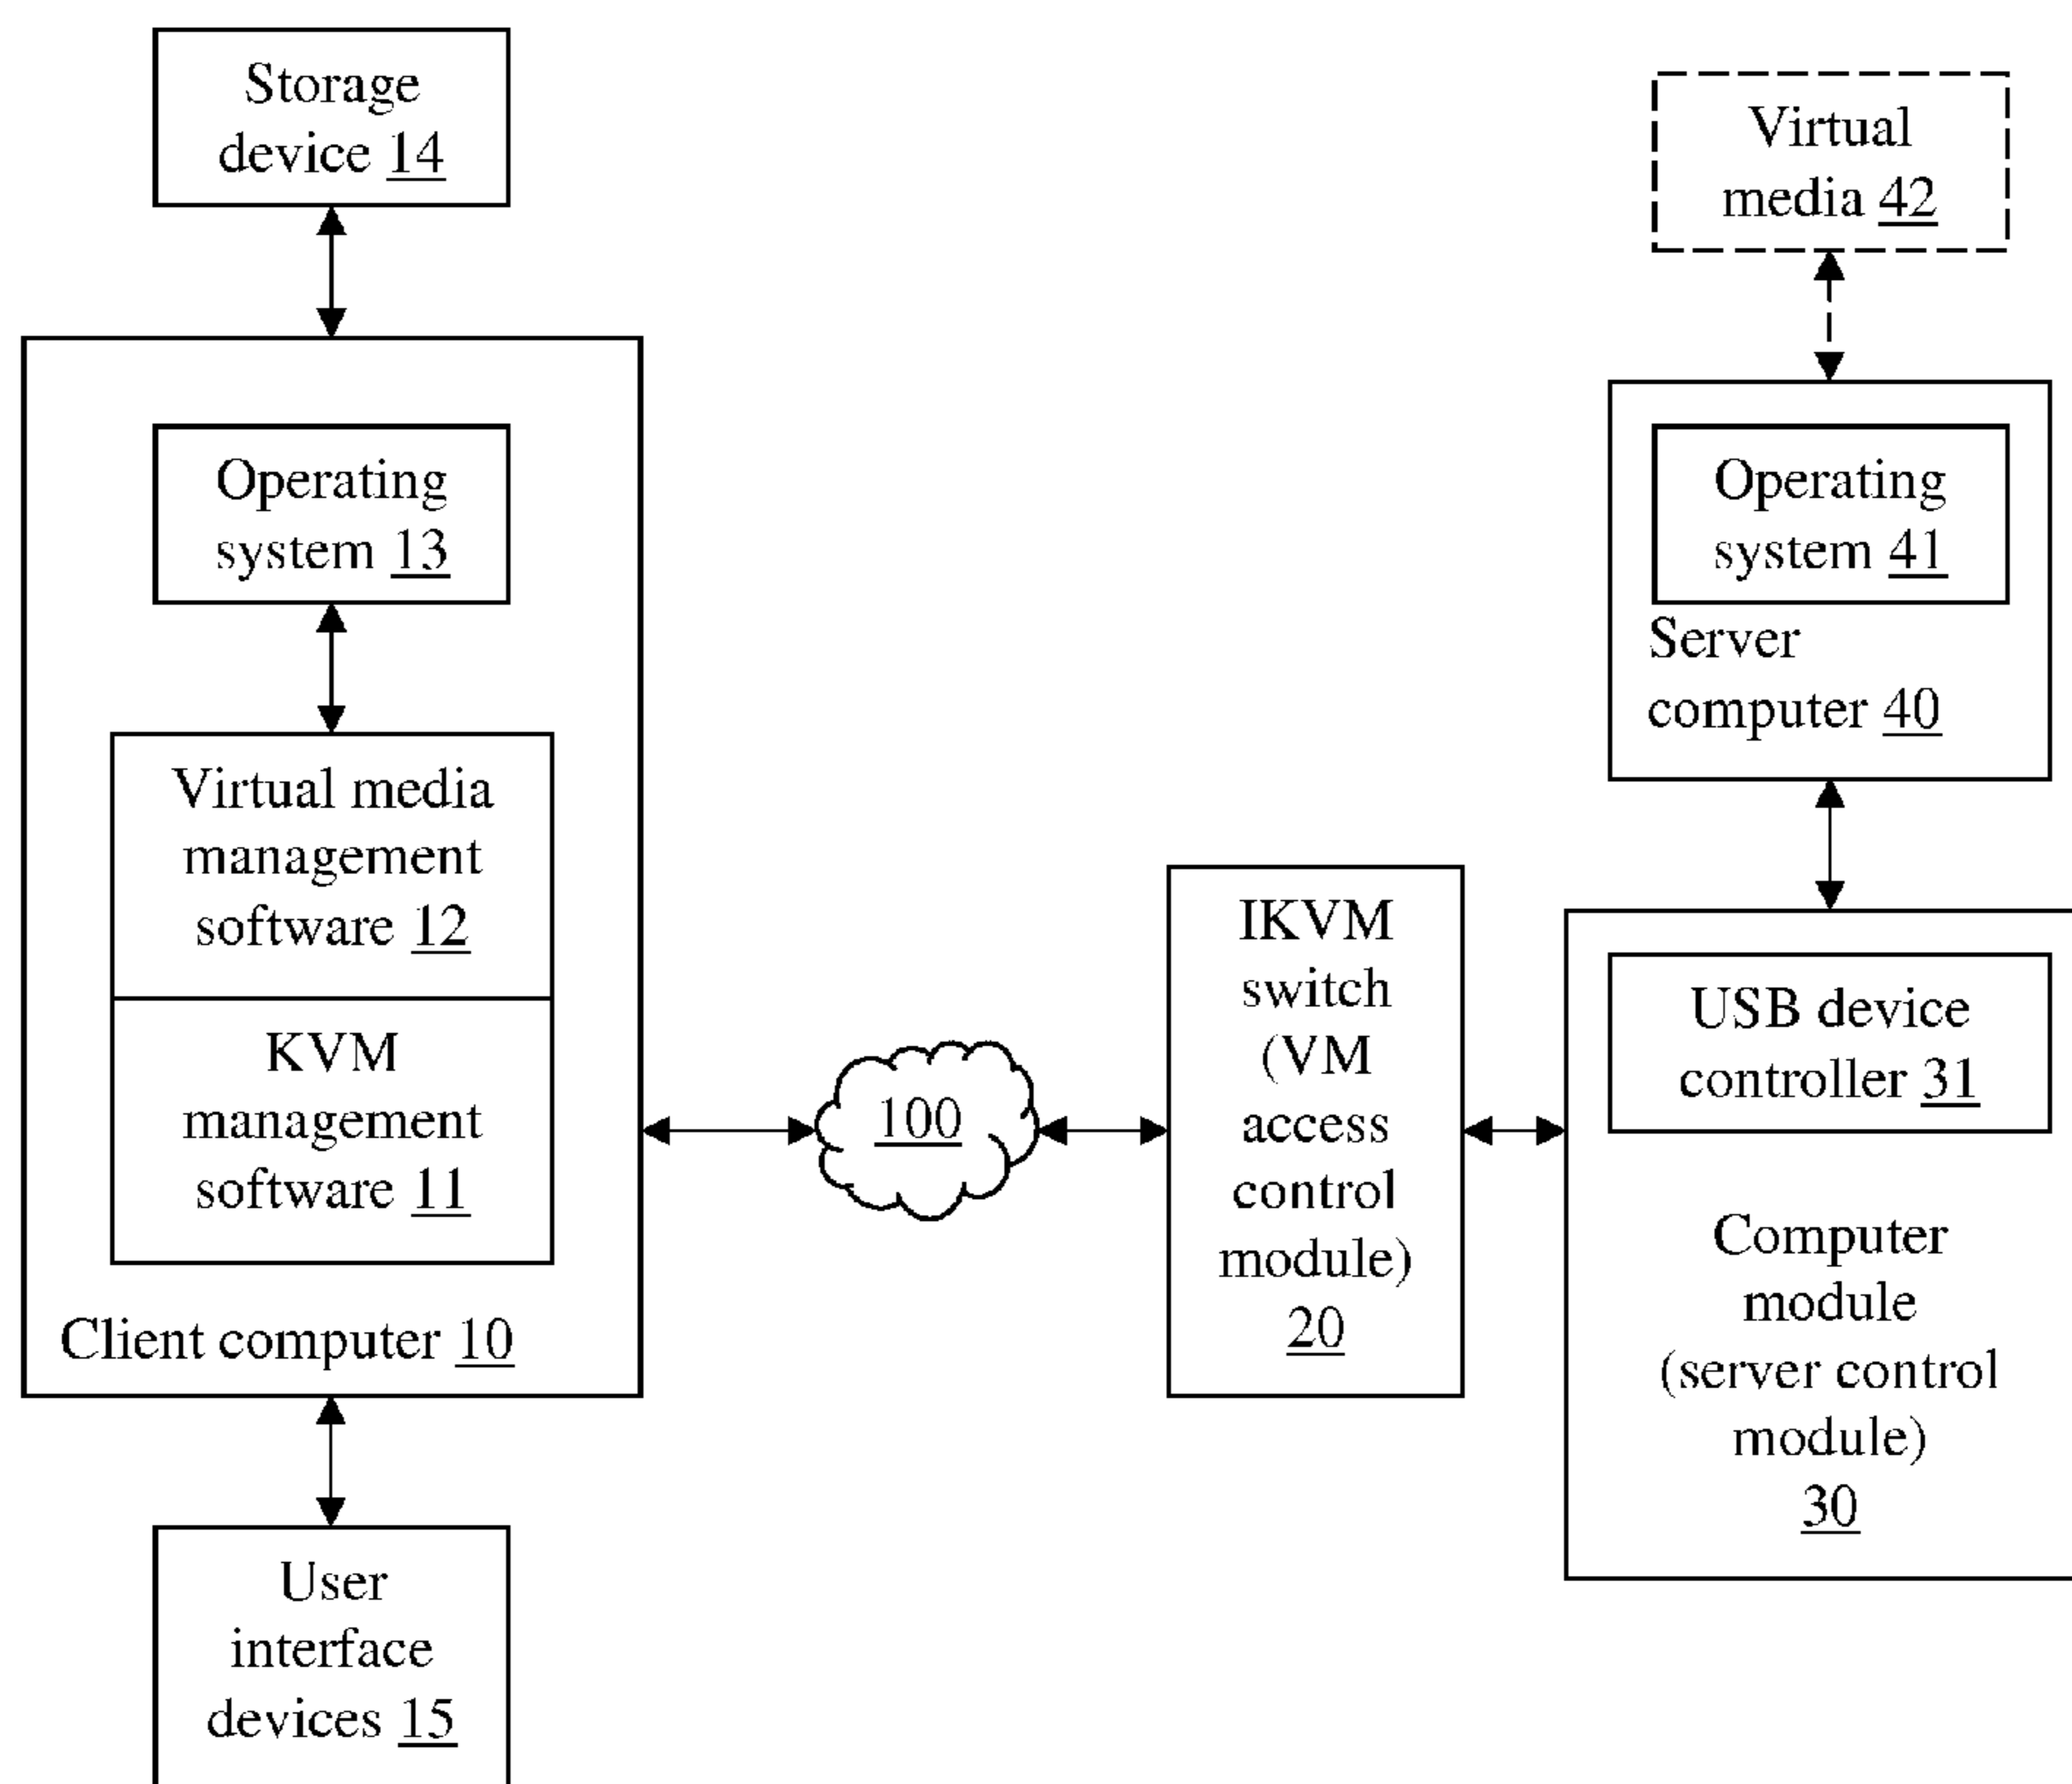 Storage
device 14
Virtual
media 42
Operating
system 13
Operating
system 41
Server
computer 40
Virtual media
management
software 12
KVM
management
software 11
Client computer 10
100
IKVM
switch
(VM
access
control
module)
20
USB device
controller 31
Computer
module
(server control
module)
30
User
interface
devices 15